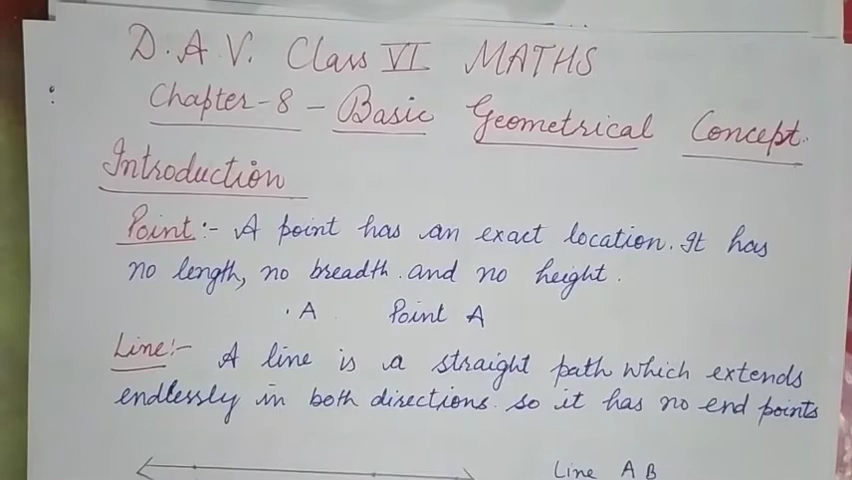 D.A.V. Class VI MATHS
Chapter-8 - Basic Geometrical Concept.
Introduction
Point:- A point has an exact location. It has
no length, no breadth. and no height.
. A Point A
Line:- A line is a straight path which extends
endlessly in both directions. so it has no end points
Line AB